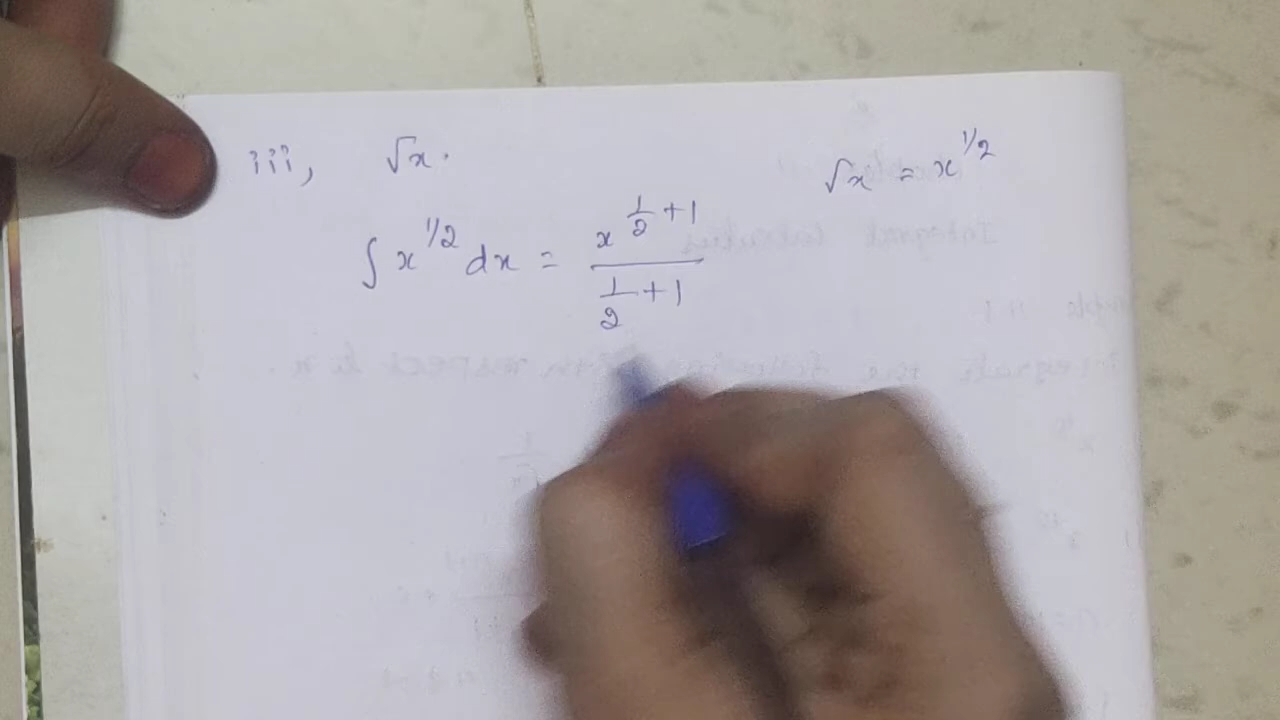 iii, √x. √x = x^1/2
∫ x^1/2 dx = x^(1/2 + 1) / (1/2 + 1)